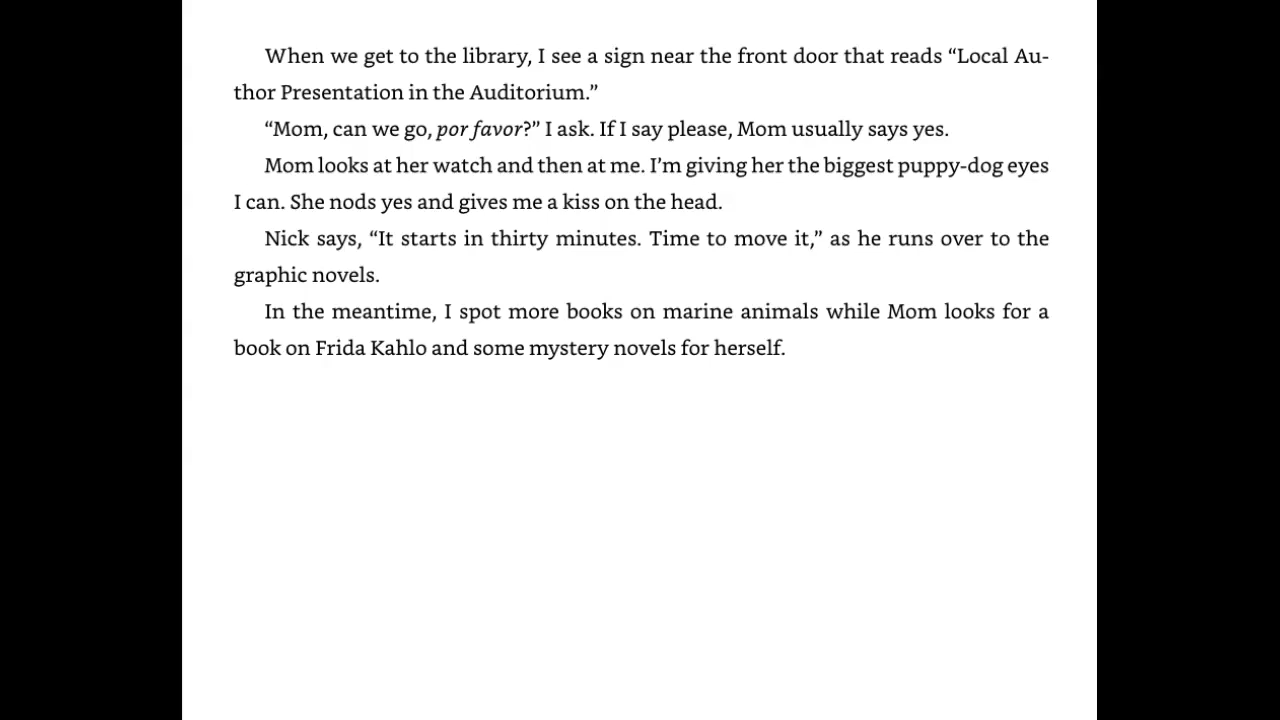 When we get to the library, I see a sign near the front door that reads “Local Au-
thor Presentation in the Auditorium.”
“Mom, can we go, por favor?” I ask. If I say please, Mom usually says yes.
Mom looks at her watch and then at me. I’m giving her the biggest puppy-dog eyes
I can. She nods yes and gives me a kiss on the head.
Nick says, “It starts in thirty minutes. Time to move it,” as he runs over to the
graphic novels.
In the meantime, I spot more books on marine animals while Mom looks for a
book on Frida Kahlo and some mystery novels for herself.